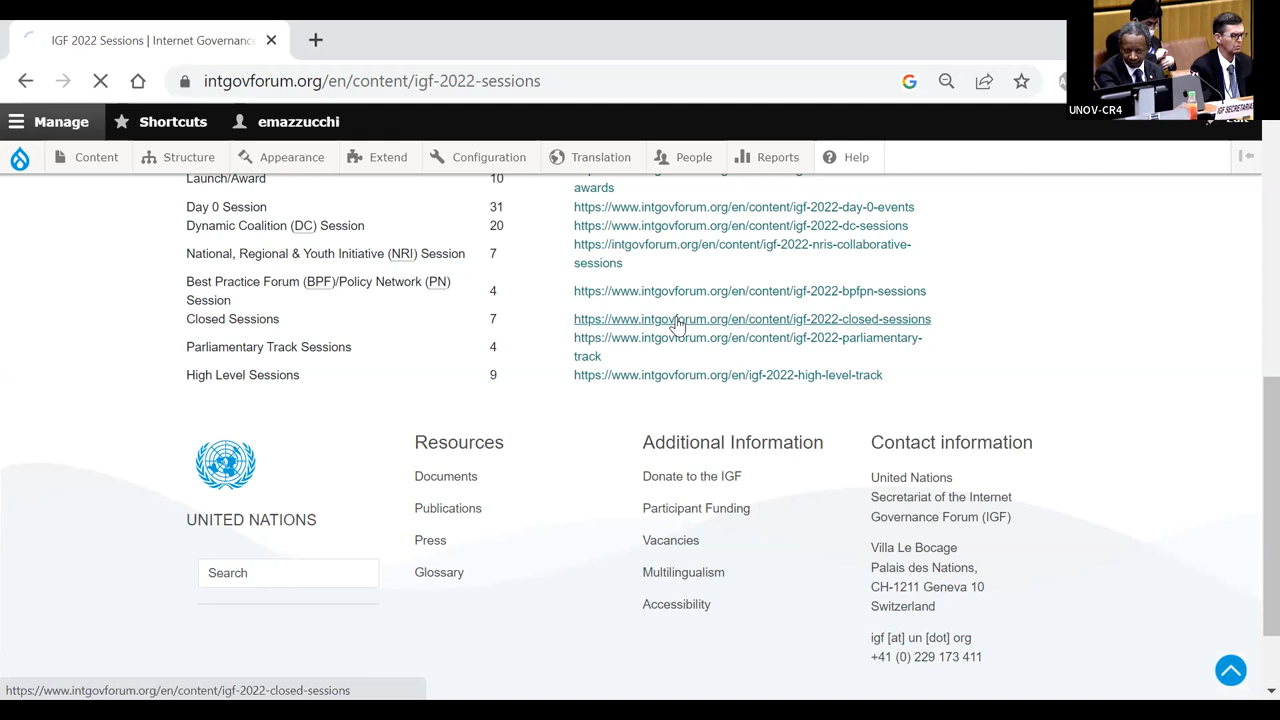 IGF 2022 Sessions | Internet Governance
intgovforum.org/en/content/igf-2022-sessions
UNOV-CR4
IGF SECRETARIAT
Manage
Shortcuts
emazzucchi
Edit
Content
Structure
Appearance
Extend
Configuration
Translation
People
Reports
Help
Launch/Award 10
awards
Day 0 Session 31 https://www.intgovforum.org/en/content/igf-2022-day-0-events
Dynamic Coalition (DC) Session 20 https://www.intgovforum.org/en/content/igf-2022-dc-sessions
National, Regional & Youth Initiative (NRI) Session 7 https://intgovforum.org/en/content/igf-2022-nris-collaborative-
sessions
Best Practice Forum (BPF)/Policy Network (PN)
Session 4 https://www.intgovforum.org/en/content/igf-2022-bpfpn-sessions
Closed Sessions 7 https://www.intgovforum.org/en/content/igf-2022-closed-sessions
Parliamentary Track Sessions 4 https://www.intgovforum.org/en/content/igf-2022-parliamentary-
track
High Level Sessions 9 https://www.intgovforum.org/en/igf-2022-high-level-track
UNITED NATIONS
Search
Resources
Documents
Publications
Press
Glossary
Additional Information
Donate to the IGF
Participant Funding
Vacancies
Multilingualism
Accessibility
Contact information
United Nations
Secretariat of the Internet
Governance Forum (IGF)
Villa Le Bocage
Palais des Nations,
CH-1211 Geneva 10
Switzerland
igf [at] un [dot] org
+41 (0) 229 173 411
https://www.intgovforum.org/en/content/igf-2022-closed-sessions